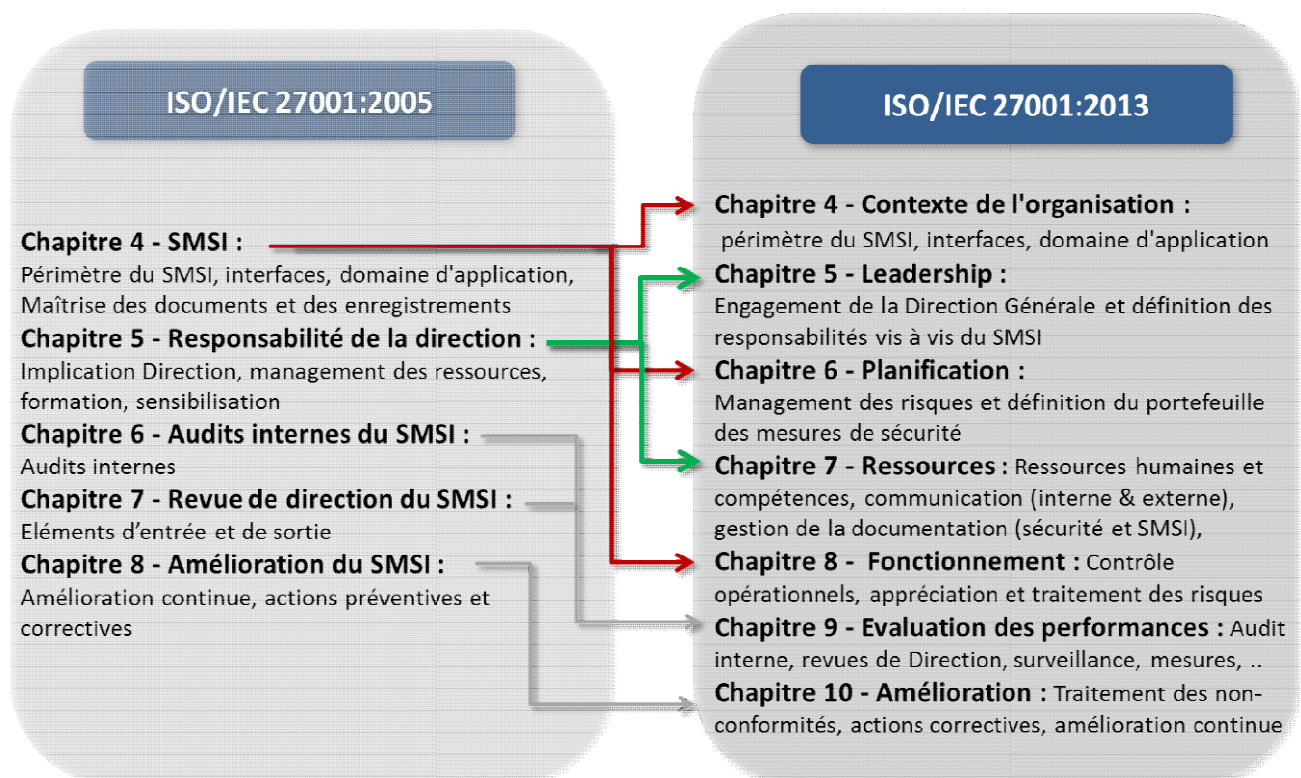 ISO/IEC 27001:2005
Chapitre 4 - SMSI :
Périmètre du SMSI, interfaces, domaine d'application,
Maîtrise des documents et des enregistrements
Chapitre 5 - Responsabilité de la direction :
Implication Direction, management des ressources,
formation, sensibilisation
Chapitre 6 - Audits internes du SMSI :
Audits internes
Chapitre 7 - Revue de direction du SMSI :
Eléments d’entrée et de sortie
Chapitre 8 - Amélioration du SMSI :
Amélioration continue, actions préventives et
correctives
ISO/IEC 27001:2013
Chapitre 4 - Contexte de l'organisation :
périmètre du SMSI, interfaces, domaine d'application
Chapitre 5 - Leadership :
Engagement de la Direction Générale et définition des
responsabilités vis à vis du SMSI
Chapitre 6 - Planification :
Management des risques et définition du portefeuille
des mesures de sécurité
Chapitre 7 - Ressources : Ressources humaines et
compétences, communication (interne & externe),
gestion de la documentation (sécurité et SMSI),
Chapitre 8 - Fonctionnement : Contrôle
opérationnels, appréciation et traitement des risques
Chapitre 9 - Evaluation des performances : Audit
interne, revues de Direction, surveillance, mesures, ..
Chapitre 10 - Amélioration : Traitement des non-
conformités, actions correctives, amélioration continue